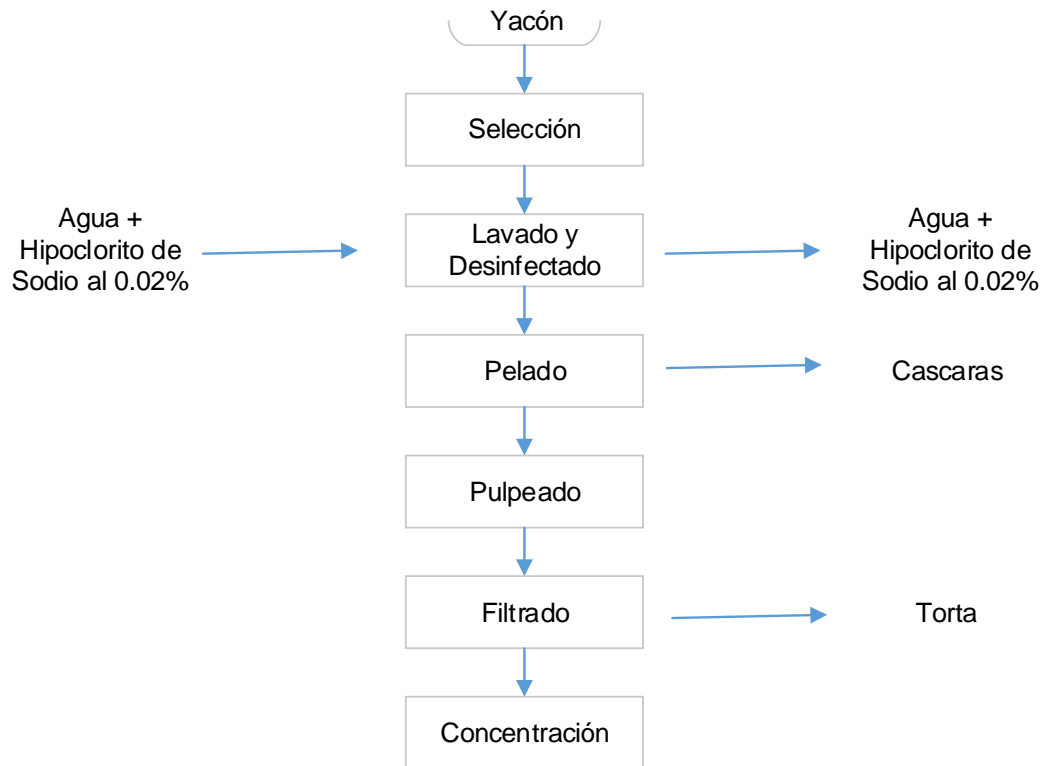 Yacón
Selección
Agua +
Hipoclorito de
Sodio al 0.02%
Lavado y
Desinfectado
Agua +
Hipoclorito de
Sodio al 0.02%
Pelado
Cascaras
Pulpeado
Filtrado
Torta
Concentración